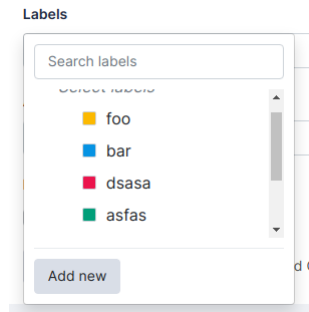 Labels
Search labels
Select labels
foo
bar
dsasa
asfas
Add new